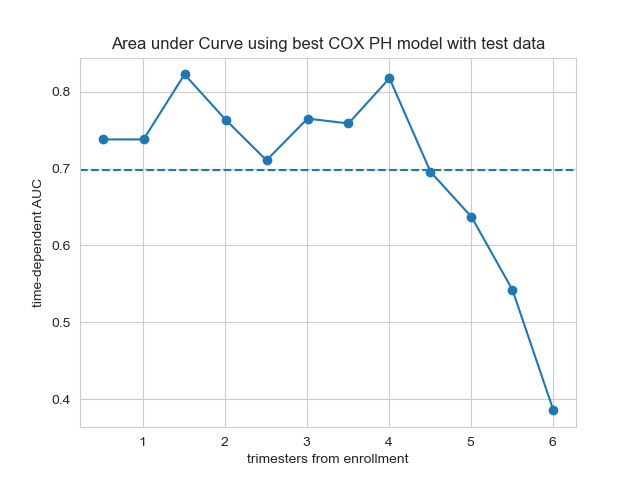 Area under Curve using best COX PH model with test data
time-dependent AUC
0.8
0.7
0.6
0.5
0.4
1 2 3 4 5 6
trimesters from enrollment